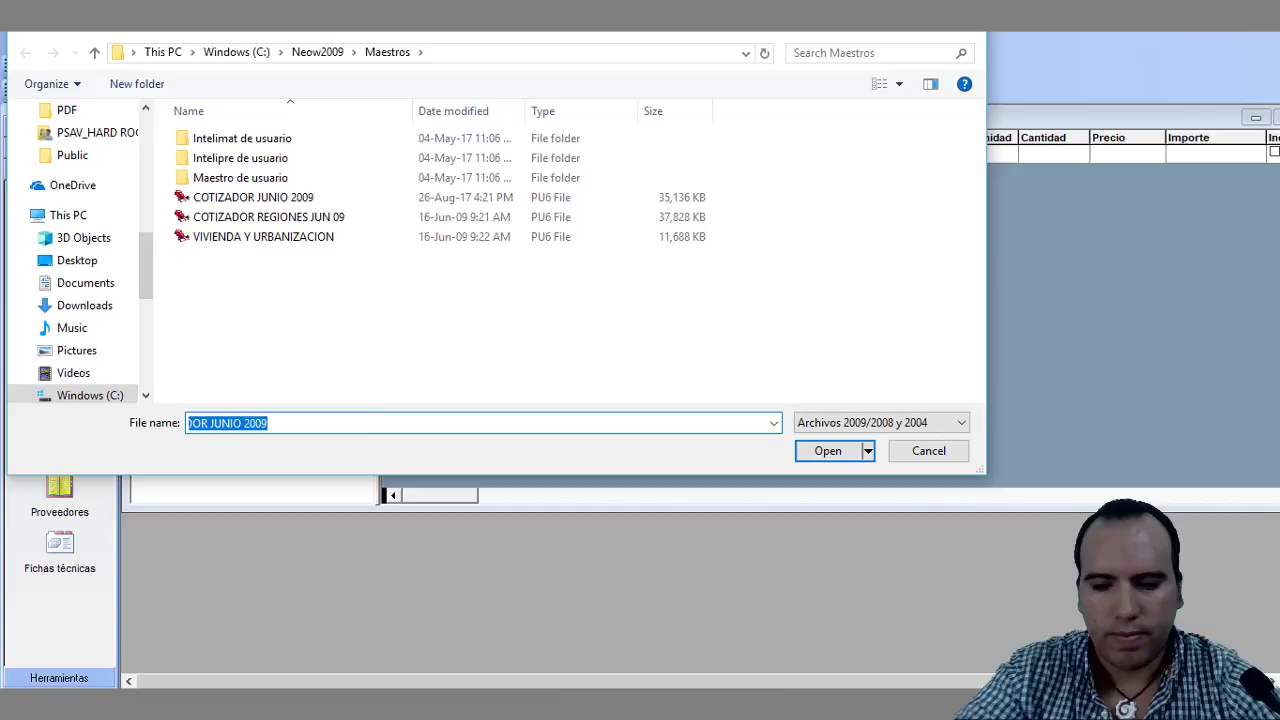 This PC > Windows (C:) > Neow2009 > Maestros >
Search Maestros
Organize
New folder
?
Name Date modified Type Size
PDF
PSAV_HARD ROC
Public
OneDrive
This PC
3D Objects
Desktop
Documents
Downloads
Music
Pictures
Videos
Windows (C:)
Intelimat de usuario 04-May-17 11:06 ... File folder
Intelipre de usuario 04-May-17 11:06 ... File folder
Maestro de usuario 04-May-17 11:06 ... File folder
COTIZADOR JUNIO 2009 26-Aug-17 4:21 PM PU6 File 35,136 KB
COTIZADOR REGIONES JUN 09 16-Jun-09 9:21 AM PU6 File 37,828 KB
VIVIENDA Y URBANIZACION 16-Jun-09 9:22 AM PU6 File 11,688 KB
nidad Cantidad Precio Importe In
File name: DOR JUNIO 2009
Archivos 2009/2008 y 2004
Open
Cancel
Proveedores
Fichas técnicas
Herramientas